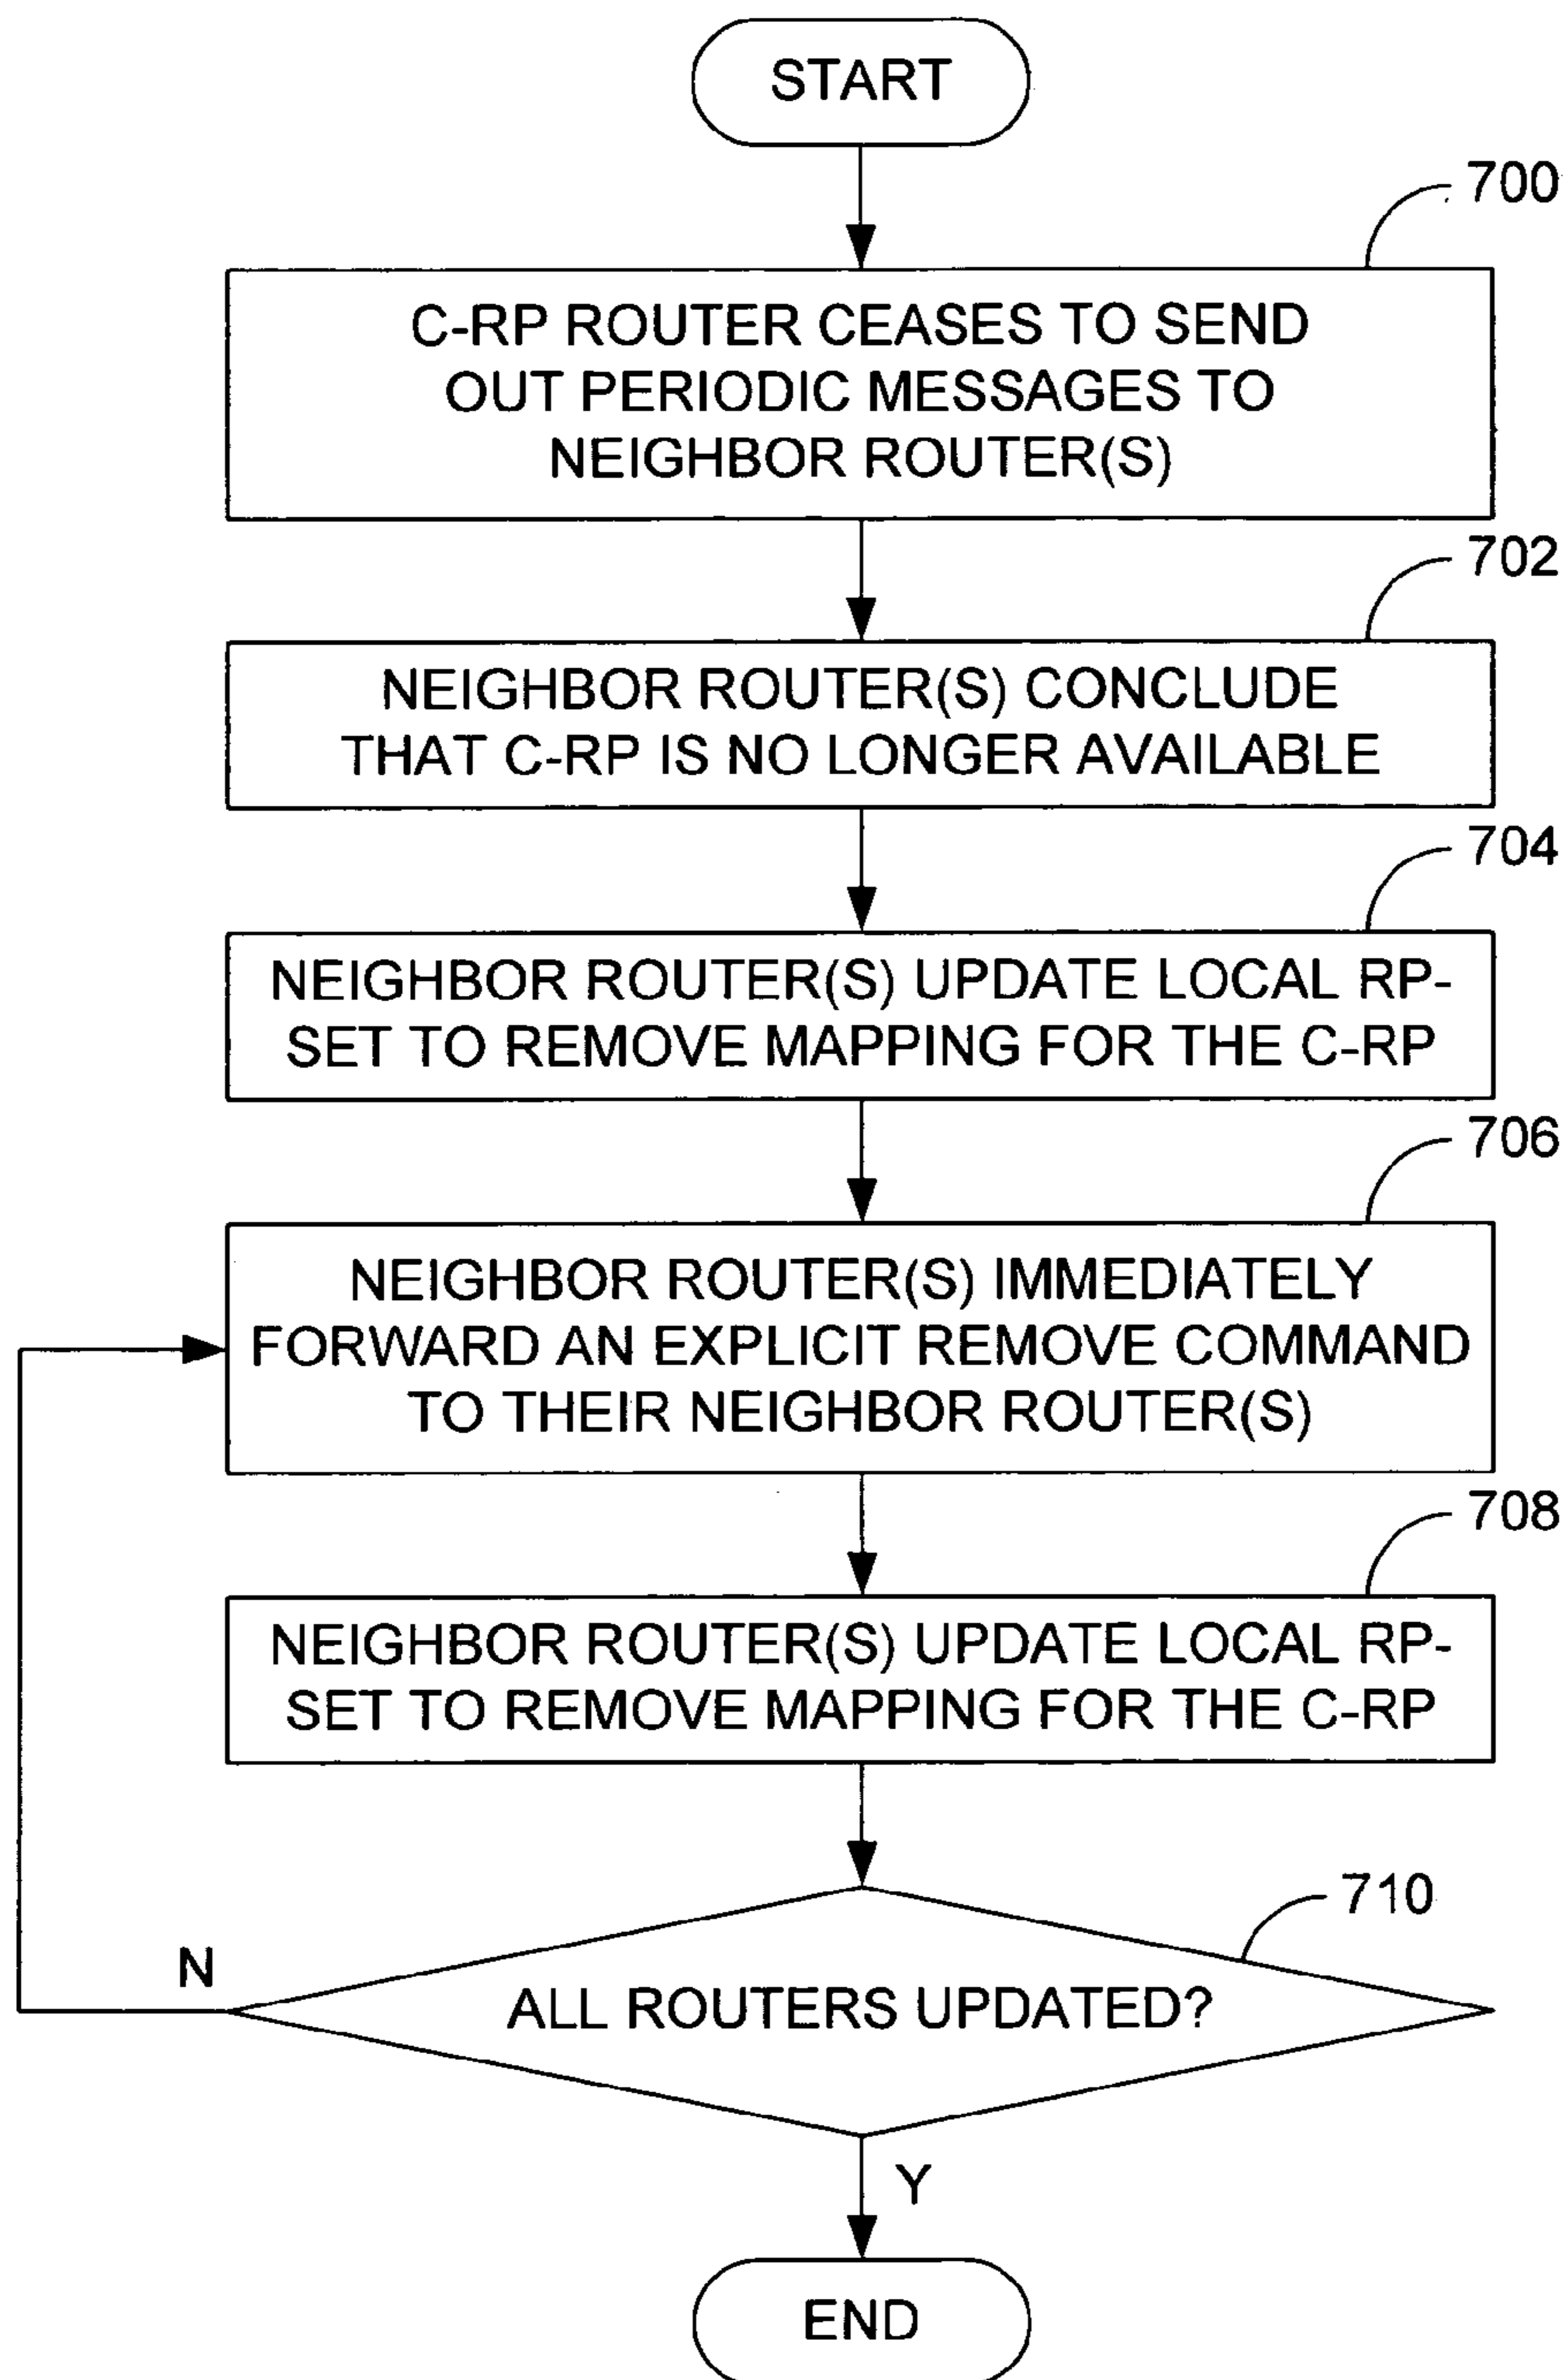 START
700
C-RP ROUTER CEASES TO SEND
OUT PERIODIC MESSAGES TO
NEIGHBOR ROUTER(S)
702
NEIGHBOR ROUTER(S) CONCLUDE
THAT C-RP IS NO LONGER AVAILABLE
704
NEIGHBOR ROUTER(S) UPDATE LOCAL RP-
SET TO REMOVE MAPPING FOR THE C-RP
706
NEIGHBOR ROUTER(S) IMMEDIATELY
FORWARD AN EXPLICIT REMOVE COMMAND
TO THEIR NEIGHBOR ROUTER(S)
708
NEIGHBOR ROUTER(S) UPDATE LOCAL RP-
SET TO REMOVE MAPPING FOR THE C-RP
710
N
ALL ROUTERS UPDATED?
Y
END